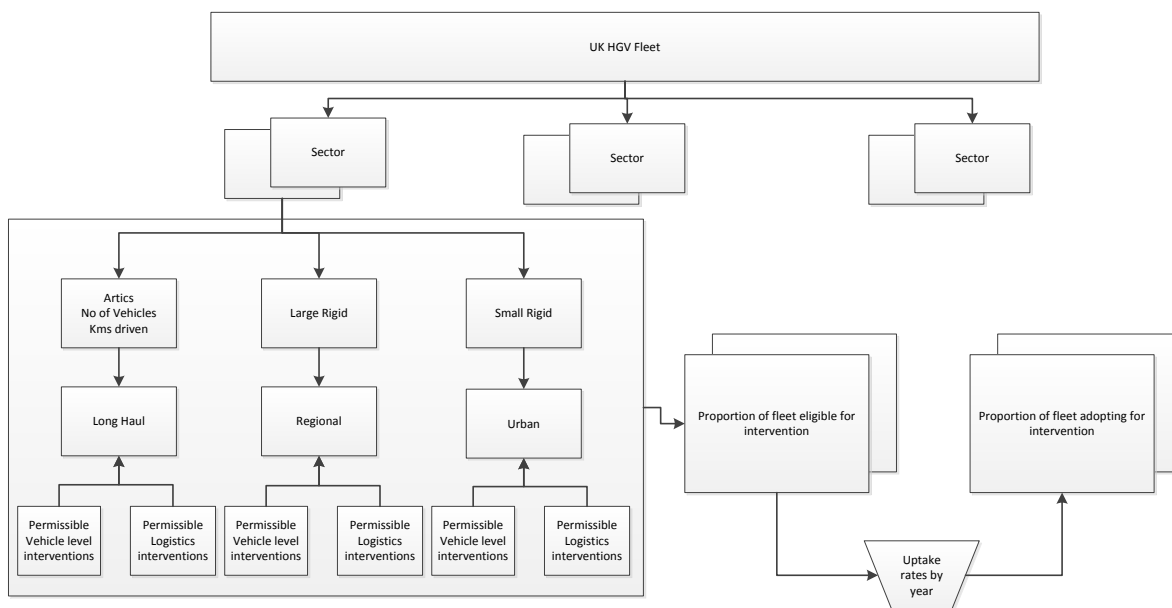 UK HGV Fleet
Sector
Sector
Sector
Artics
No of Vehicles
Kms driven
Large Rigid
Small Rigid
Long Haul
Regional
Urban
Permissible
Vehicle level
interventions
Permissible
Logistics
interventions
Permissible
Vehicle level
interventions
Permissible
Logistics
interventions
Permissible
Vehicle level
interventions
Permissible
Logistics
interventions
Proportion of fleet eligible for
intervention
Proportion of fleet adopting for
intervention
Uptake
rates by
year